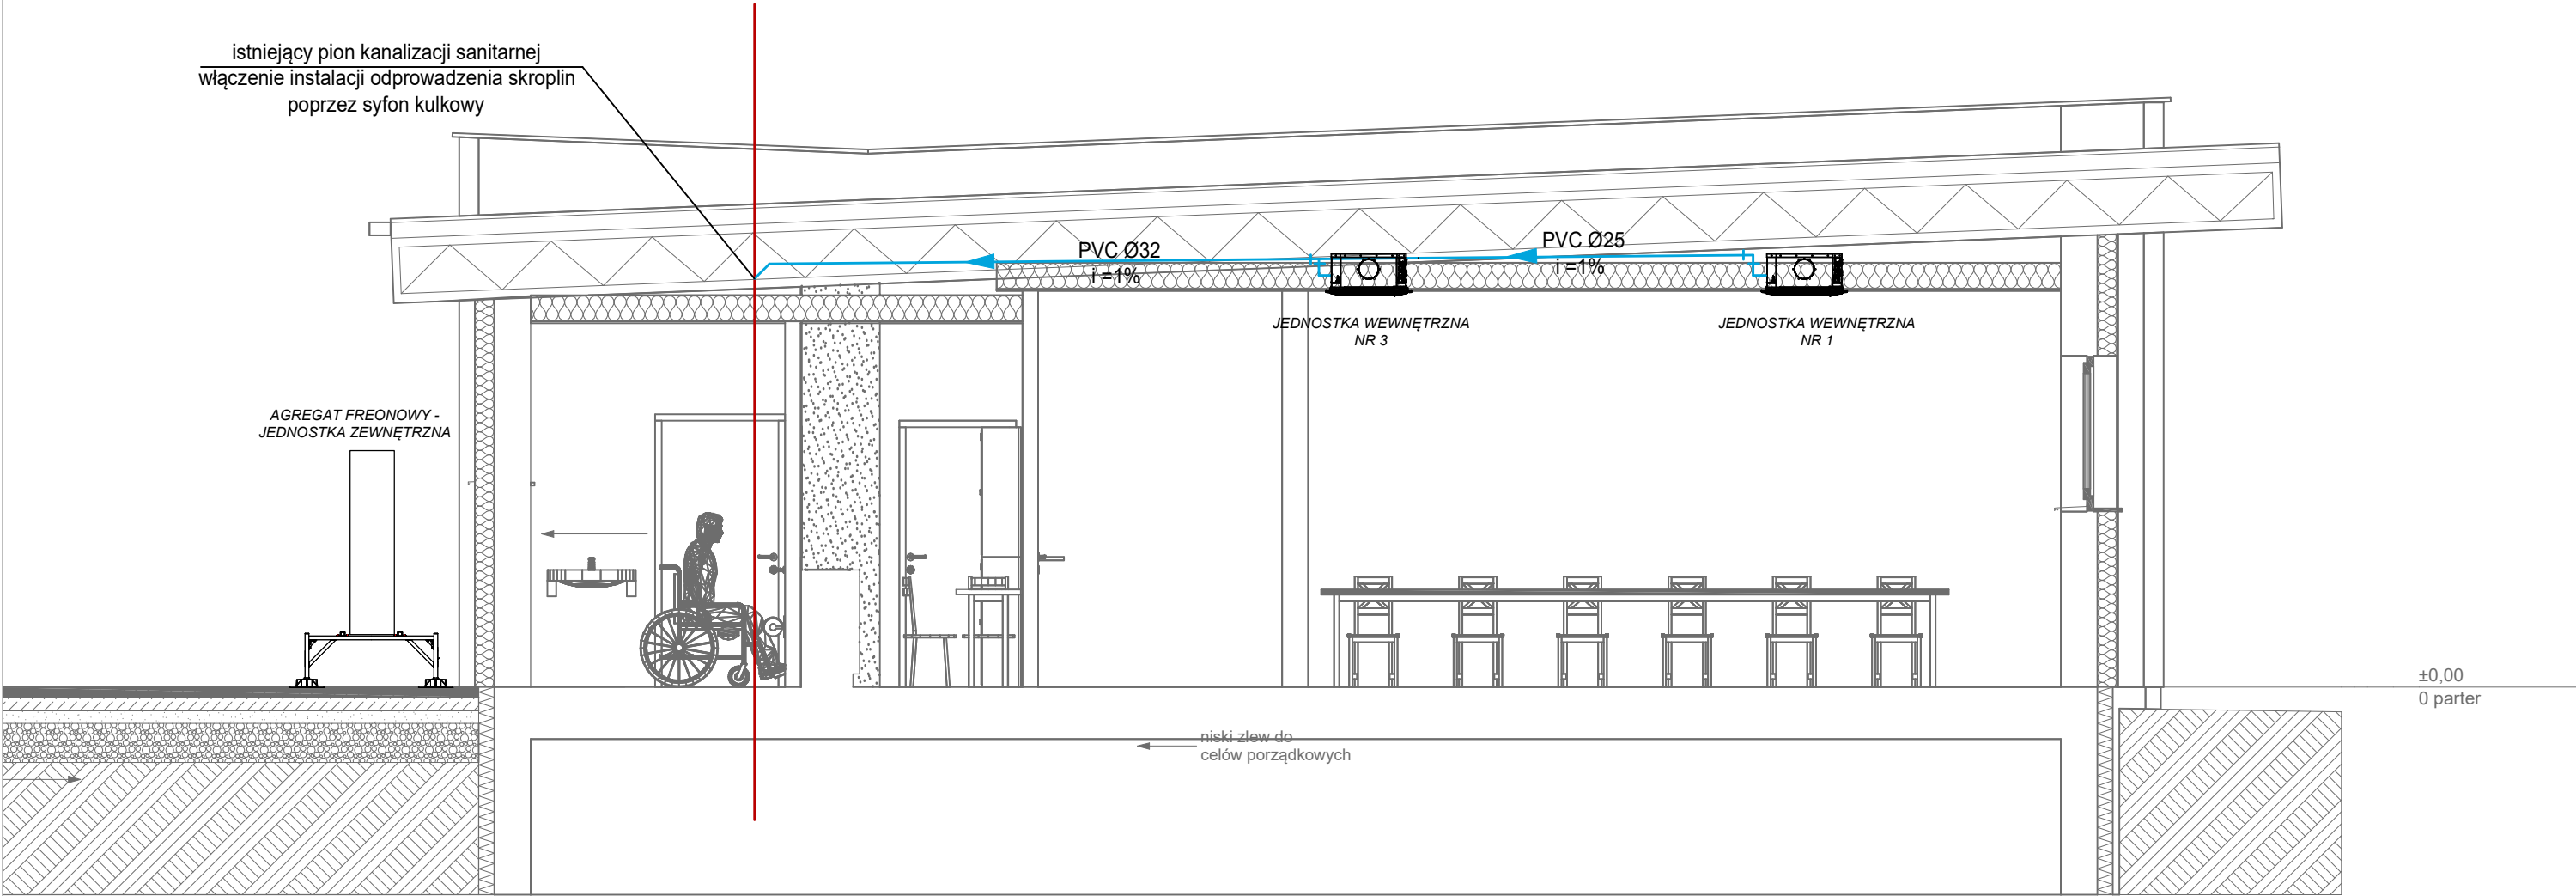 istniejący pion kanalizacji sanitarnej
włączenie instalacji odprowadzenia skroplin
poprzez syfon kulkowy
PVC Ø32
i =1%
PVC Ø25
i =1%
JEDNOSTKA WEWNĘTRZNA
NR 3
JEDNOSTKA WEWNĘTRZNA
NR 1
AGREGAT FREONOWY -
JEDNOSTKA ZEWNĘTRZNA
±0,00
0 parter
niski zlew do
celów porządkowych